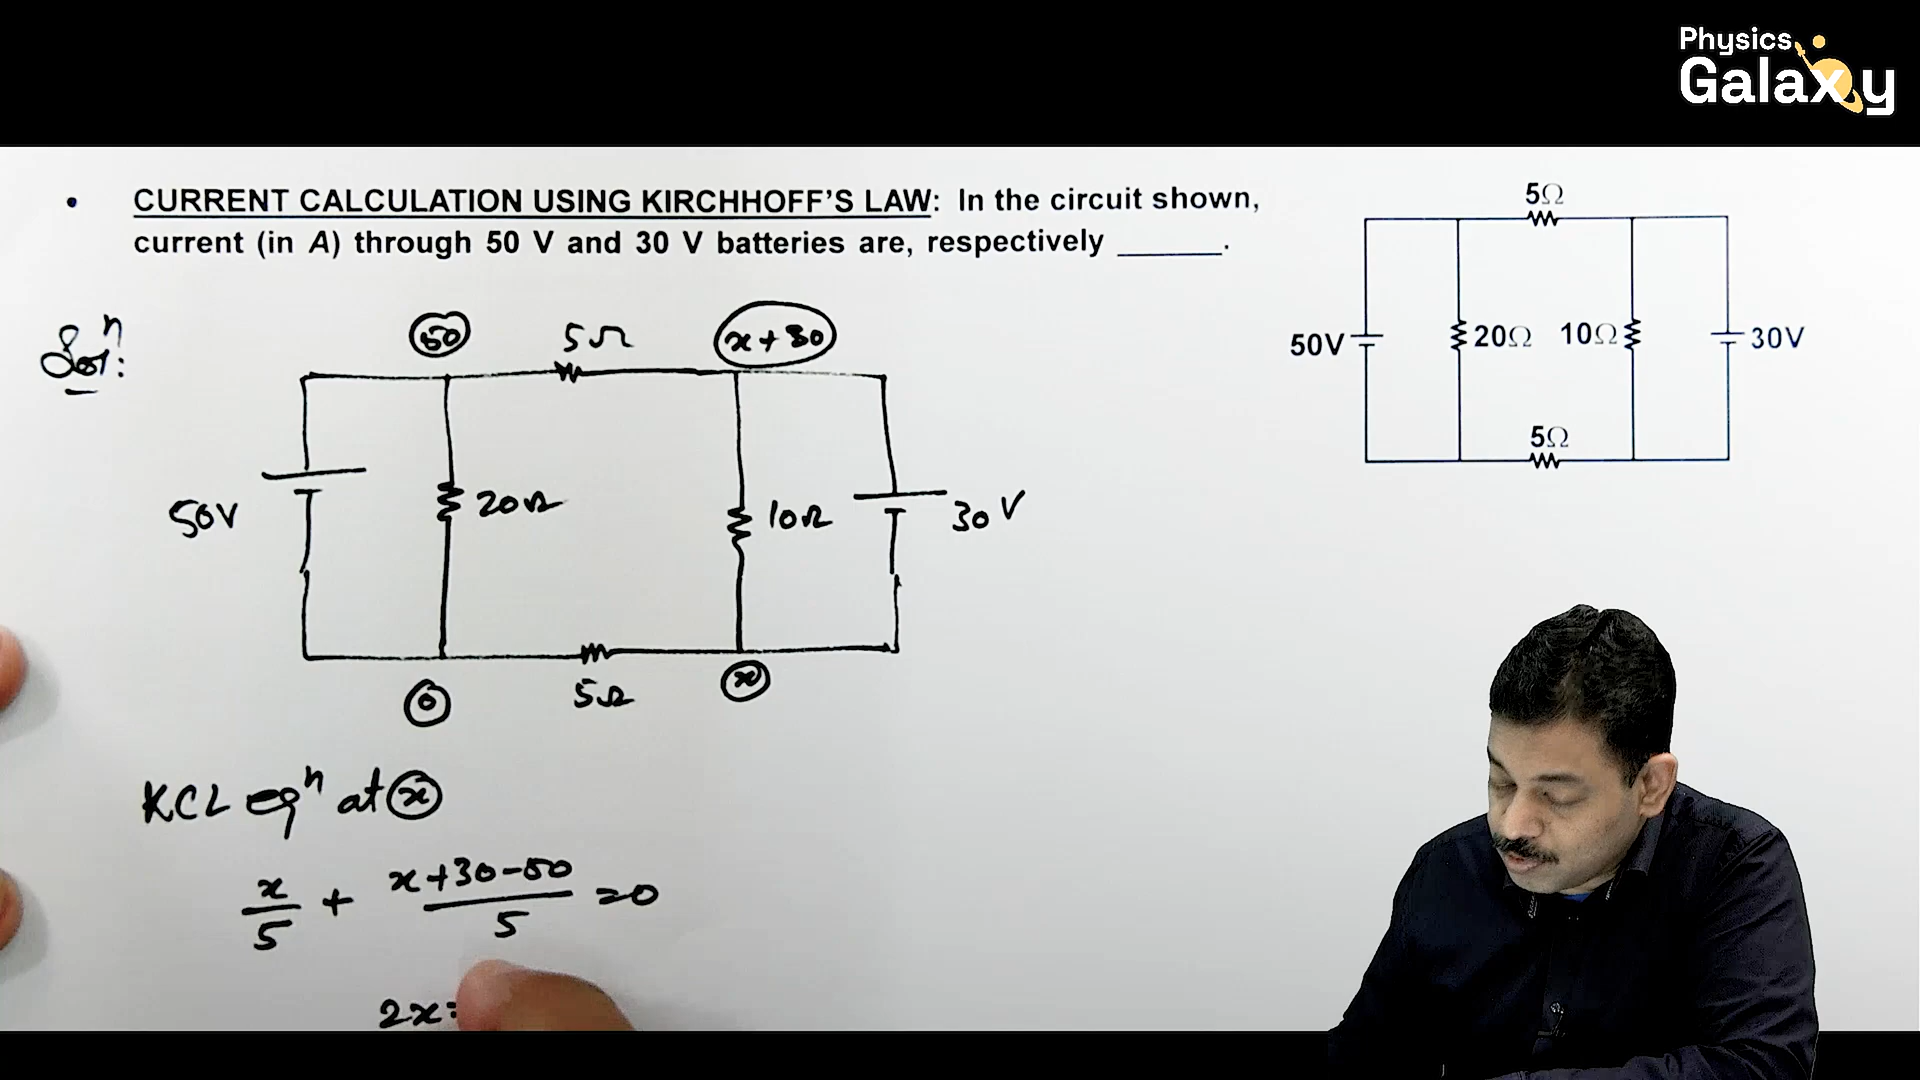 Physics
Galaxy
• CURRENT CALCULATION USING KIRCHHOFF'S LAW: In the circuit shown,
current (in A) through 50 V and 30 V batteries are, respectively ______.
5Ω
50V
20Ω
10Ω
30V
5Ω
Solⁿ:
50
5Ω
x+30
50V
20Ω
10Ω
30V
0
5Ω
x
KCL eqⁿ at x
x/5 + (x+30-50)/5 = 0
2x=